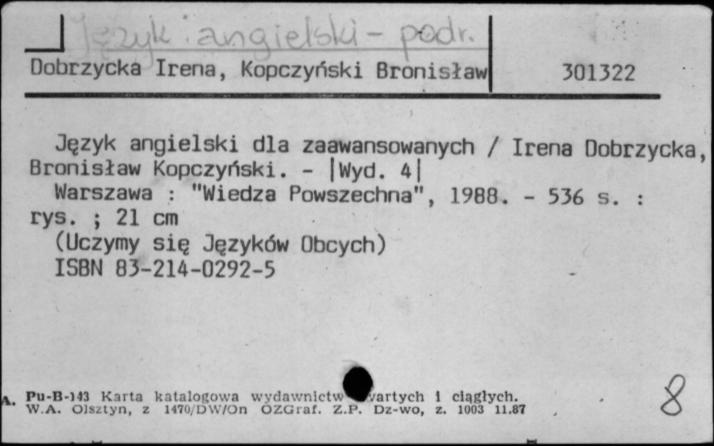 Język angielski - podr.
Dobrzycka Irena, Kopczyński Bronisław 301322
Język angielski dla zaawansowanych / Irena Dobrzycka,
Bronisław Kopczyński. - |Wyd. 4|
Warszawa : "Wiedza Powszechna", 1988. - 536 s. :
rys. ; 21 cm
(Uczymy się Języków Obcych)
ISBN 83-214-0292-5
A. Pu-B-143 Karta katalogowa wydawnictw wartych i ciągłych.
W.A. Olsztyn, z 1470/DW/On OZGraf. Z.P. Dz-wo, z. 1003 11.87
8